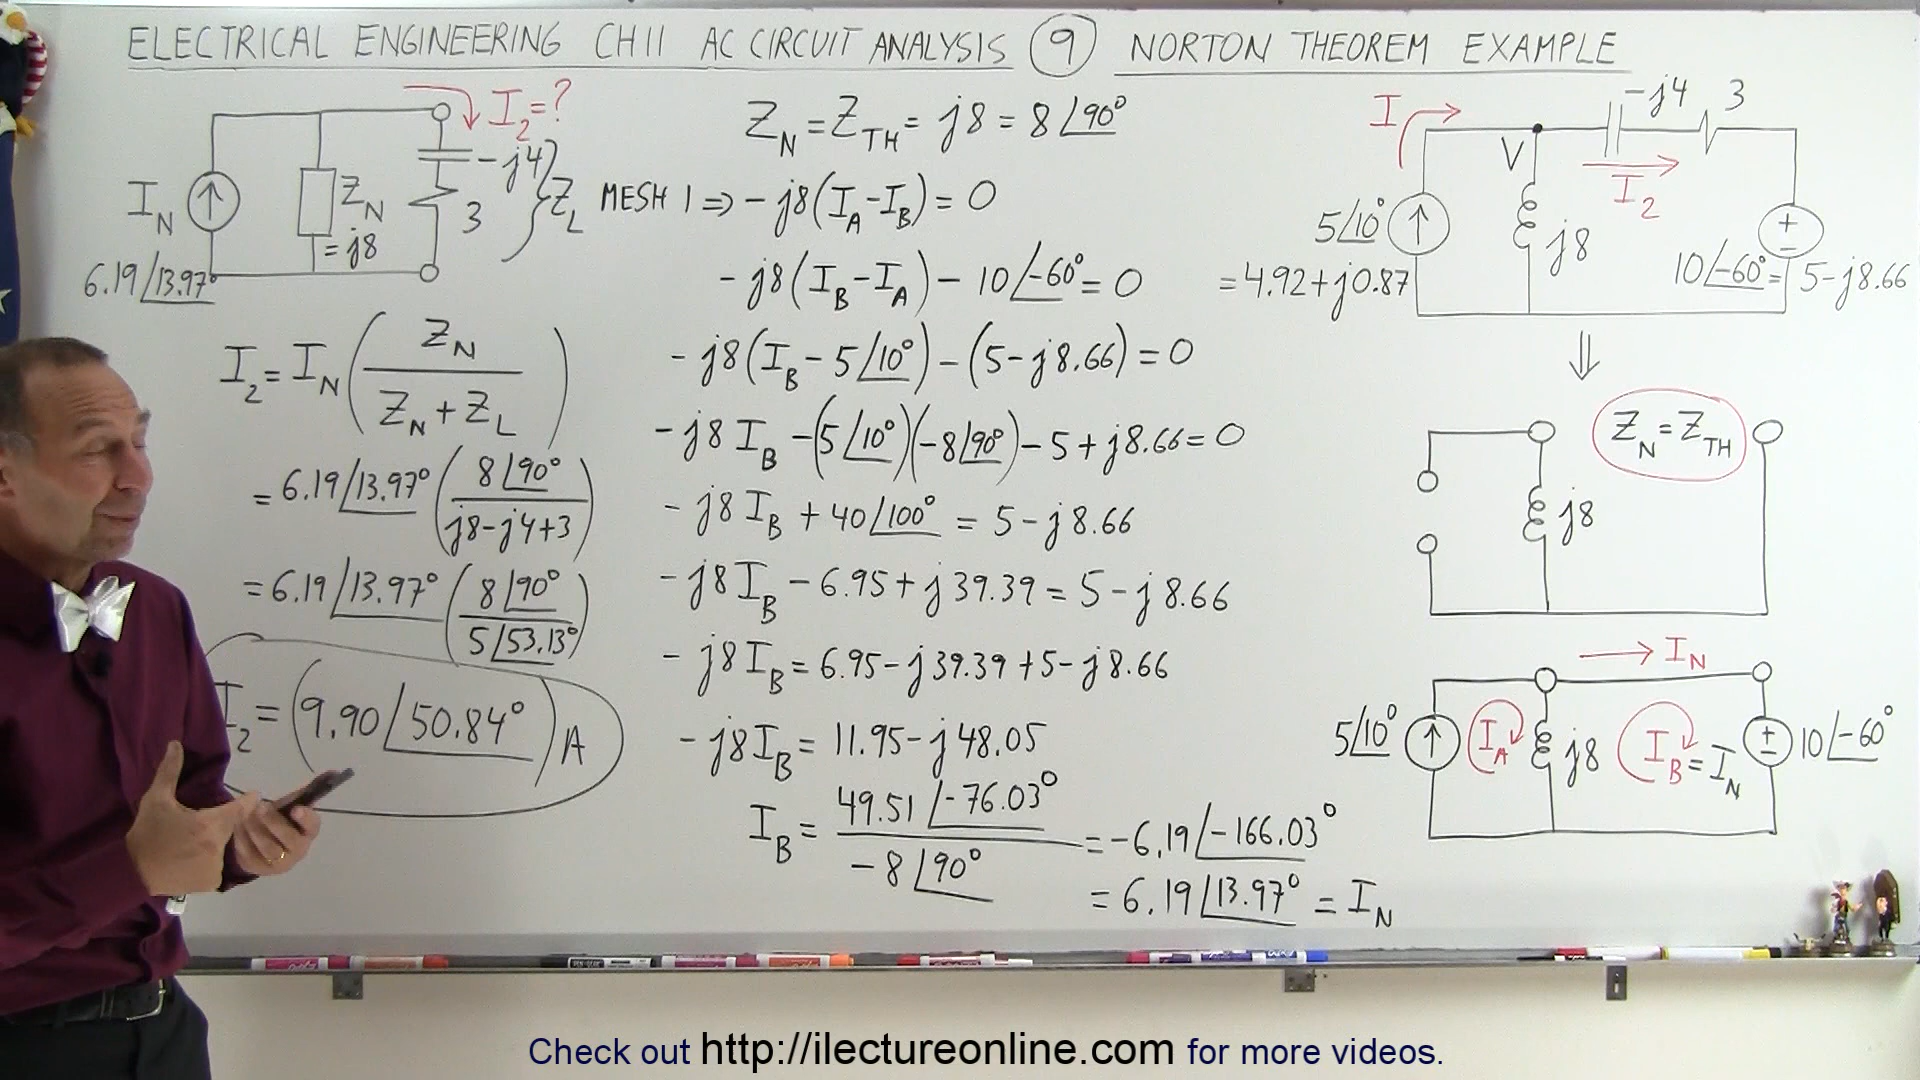 ELECTRICAL ENGINEERING CH 11 AC CIRCUIT ANALYSIS 9 NORTON THEOREM EXAMPLE
I_2=?
-j4
I_N
Z_N
=j8
3
}Z_L
6.19/13.97°
I_2=I_N(Z_N/(Z_N+Z_L))
=6.19/13.97°(8/90°/(j8-j4+3))
=6.19/13.97°(8/90°/5/53.13°)
I_2=(9.90/50.84°)A
Z_N=Z_TH=j8=8/90°
MESH 1⇒-j8(I_A-I_B)=0
-j8(I_B-I_A)-10/-60°=0
-j8(I_B-5/10°)-(5-j8.66)=0
-j8 I_B-(5/10°)(-8/90°)-5+j8.66=0
-j8 I_B+40/100°=5-j8.66
-j8 I_B-6.95+j39.39=5-j8.66
-j8 I_B=6.95-j39.39+5-j8.66
-j8 I_B=11.95-j48.05
I_B=49.51/-76.03°/-8/90°=-6.19/-166.03°
=6.19/13.97°=I_N
I
-j4
3
V
I_2
5/10°
j8
=4.92+j0.87
10/-60°=5-j8.66
⇓
Z_N=Z_TH
j8
→I_N
5/10°
I_A
j8
I_B=I_N
10/-60°
Check out http://ilectureonline.com for more videos.